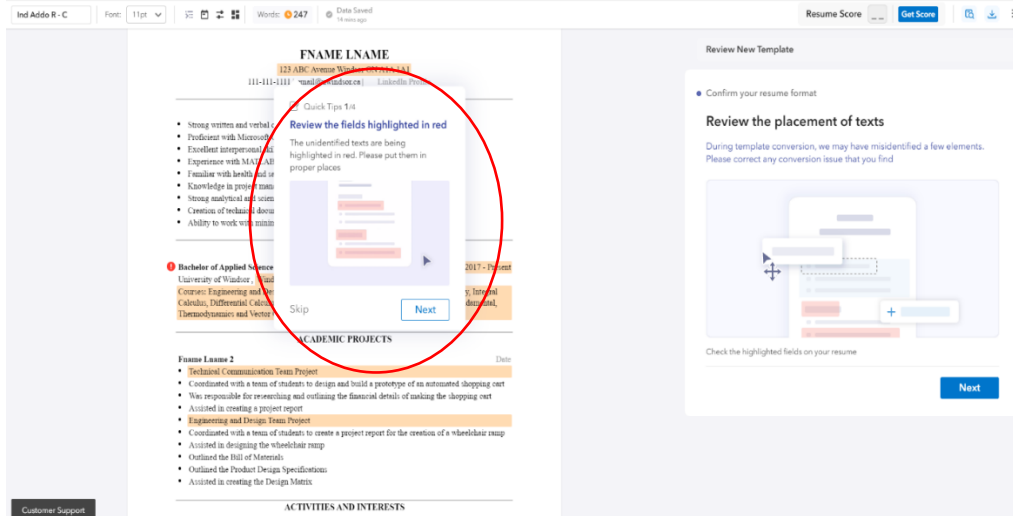 Ind Addo R - C
Font: 11pt
Words: 247
Data Saved
14 mins ago
Resume Score
_ _
Get Score
FNAME LNAME
123 ABC Avenue Windsor ON A1A 1A1
111-111-1111
LinkedIn
Quick Tips 1/4
Review the fields highlighted in red
The unidentified texts are being
highlighted in red. Please put them in
proper places
Skip
Next
Strong written and verbal
Proficient with Microsoft
Excellent interpersonal
Experience with MATLAB
Familiar with health and
Knowledge in project
Strong analytical and
Creation of technical
Ability to work with
Bachelor of Applied Science
2017 - Present
University of Windsor,
Courses: Engineering and
Integral
Calculus, Differential
Thermodynamics and Vector
ACADEMIC PROJECTS
Fname Lname 2
Date
Technical Communication Team Project
Coordinated with a team of students to design and build a prototype of an automated shopping cart
Was responsible for researching and outlining the financial details of making the shopping cart
Assisted in creating a project report
Engineering and Design Team Project
Coordinated with a team of students to create a project report for the creation of a wheelchair ramp
Assisted in designing the wheelchair ramp
Outlined the Bill of Materials
Outlined the Product Design Specifications
Assisted in creating the Design Matrix
ACTIVITIES AND INTERESTS
Customer Support
Review New Template
Confirm your resume format
Review the placement of texts
During template conversion, we may have misidentified a few elements.
Please correct any conversion issue that you find
Check the highlighted fields on your resume
Next